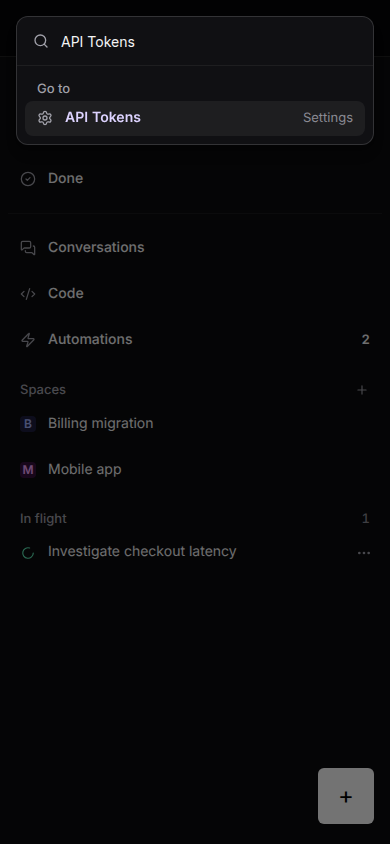 API Tokens
Go to
API Tokens Settings
Done
Conversations
Code
Automations 2
Spaces +
B Billing migration
M Mobile app
In flight 1
Investigate checkout latency ...
+